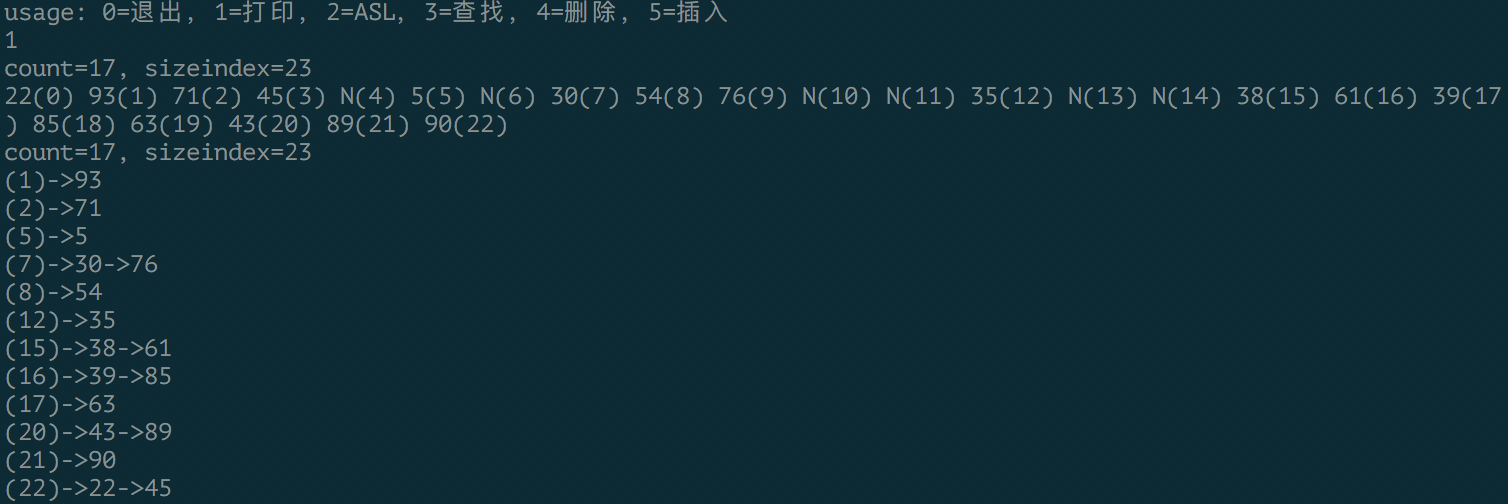 usage: 0=退出, 1=打印, 2=ASL, 3=查找, 4=删除, 5=插入
1
count=17, sizeindex=23
22(0) 93(1) 71(2) 45(3) N(4) 5(5) N(6) 30(7) 54(8) 76(9) N(10) N(11) 35(12) N(13) N(14) 38(15) 61(16) 39(17
) 85(18) 63(19) 43(20) 89(21) 90(22)
count=17, sizeindex=23
(1)->93
(2)->71
(5)->5
(7)->30->76
(8)->54
(12)->35
(15)->38->61
(16)->39->85
(17)->63
(20)->43->89
(21)->90
(22)->22->45